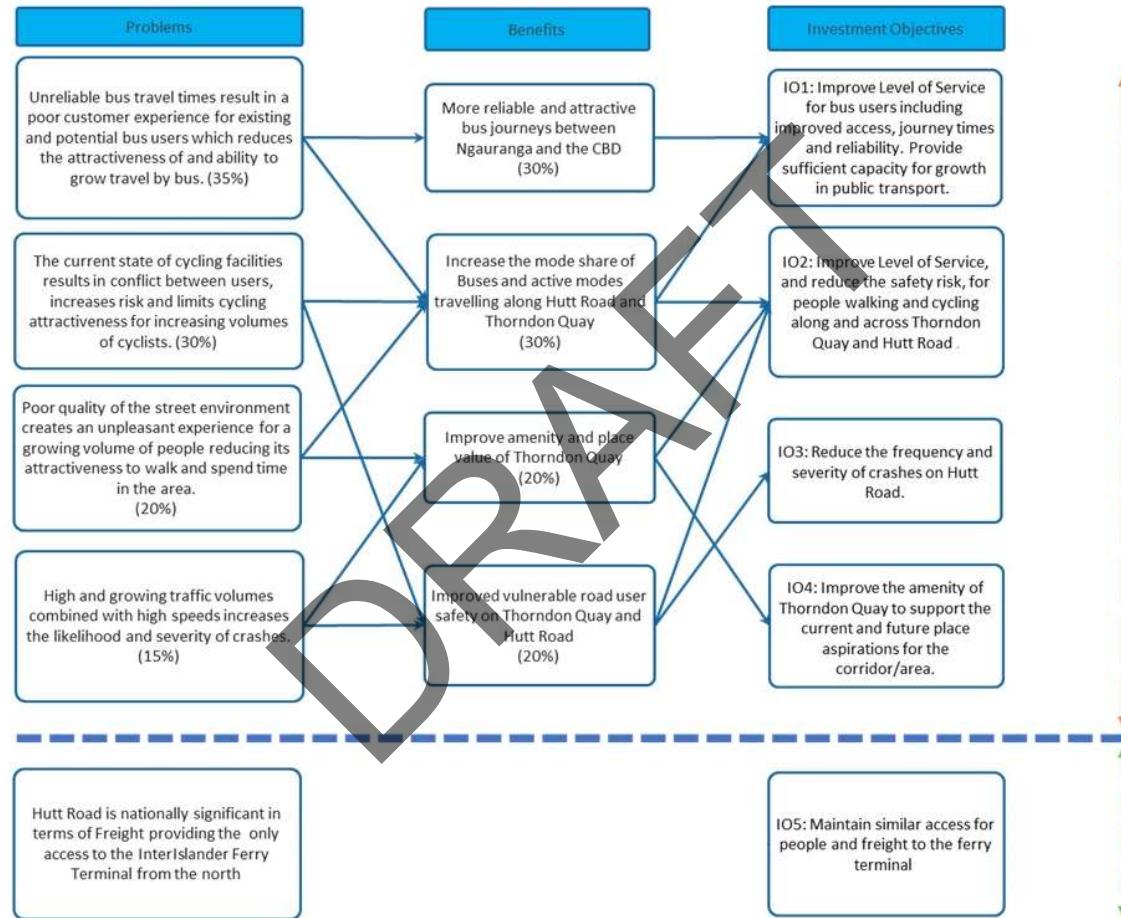 Problems
Unreliable bus travel times result in a
poor customer experience for existing
and potential bus users which reduces
the attractiveness of and ability to
grow travel by bus. (35%)
The current state of cycling facilities
results in conflict between users,
increases risk and limits cycling
attractiveness for increasing volumes
of cyclists. (30%)
Poor quality of the street environment
creates an unpleasant experience for a
growing volume of people reducing its
attractiveness to walk and spend time
in the area.
(20%)
High and growing traffic volumes
combined with high speeds increases
the likelihood and severity of crashes.
(15%)
Hutt Road is nationally significant in
terms of Freight providing the only
access to the InterIslander Ferry
Terminal from the north
Benefits
More reliable and attractive
bus journeys between
Ngauranga and the CBD
(30%)
Increase the mode share of
Buses and active modes
travelling along Hutt Road and
Thorndon Quay
(30%)
Improve amenity and place
value of Thorndon Quay
(20%)
Improved vulnerable road user
safety on Thorndon Quay and
Hutt Road
(20%)
Investment Objectives
IO1: Improve Level of Service
for bus users including
improved access, journey times
and reliability. Provide
sufficient capacity for growth
in public transport.
IO2: Improve Level of Service,
and reduce the safety risk, for
people walking and cycling
along and across Thorndon
Quay and Hutt Road .
IO3: Reduce the frequency and
severity of crashes on Hutt
Road.
IO4: Improve the amenity of
Thorndon Quay to support the
current and future place
aspirations for the
corridor/area.
IO5: Maintain similar access for
people and freight to the ferry
terminal
DRAFT